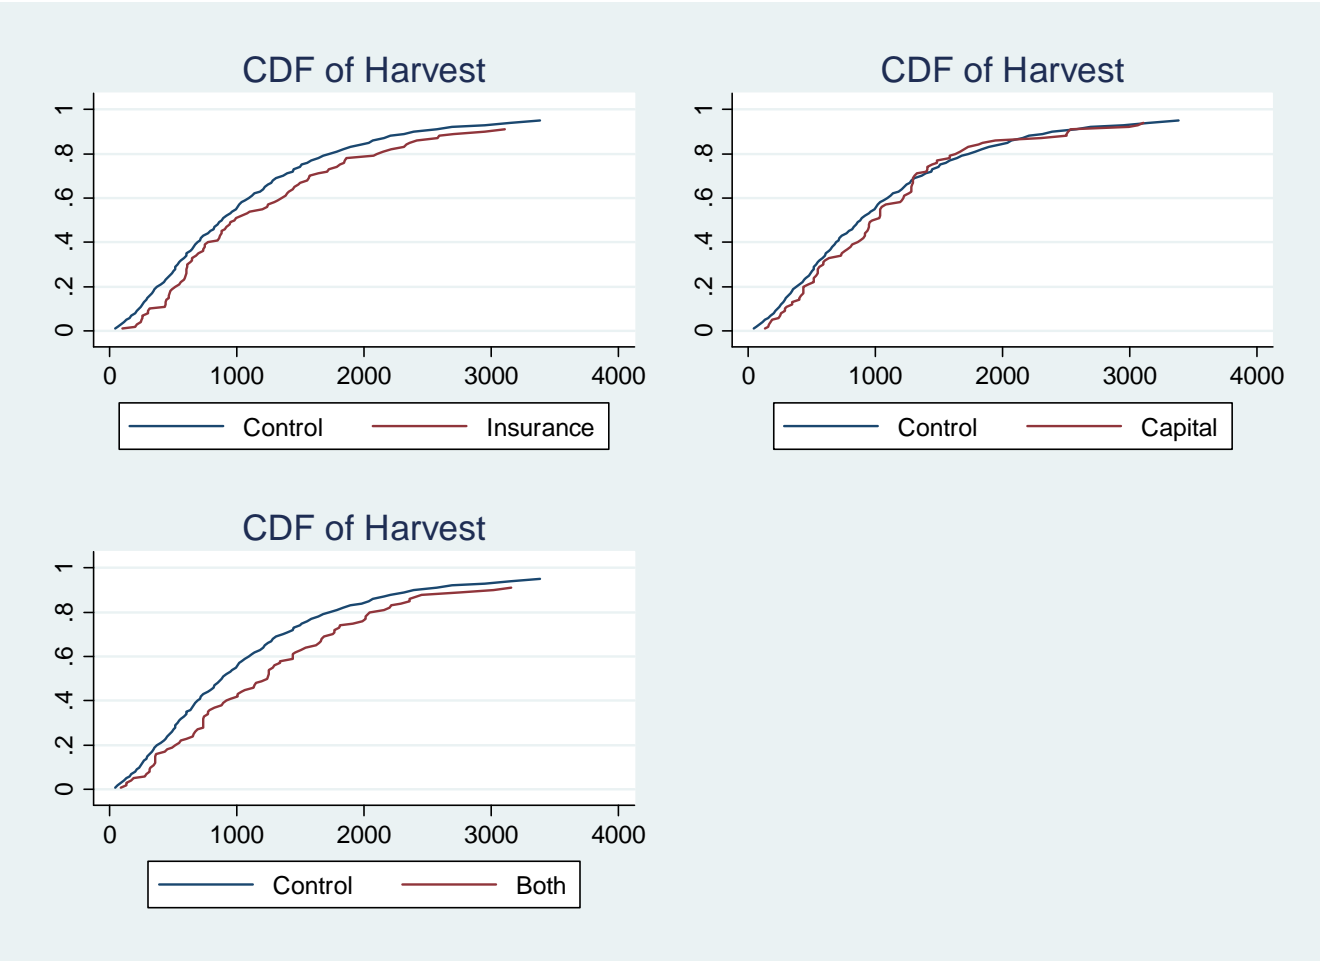 CDF of Harvest
1
.8
.6
.4
.2
0
0 1000 2000 3000 4000
Control Insurance
CDF of Harvest
1
.8
.6
.4
.2
0
0 1000 2000 3000 4000
Control Capital
CDF of Harvest
1
.8
.6
.4
.2
0
0 1000 2000 3000 4000
Control Both